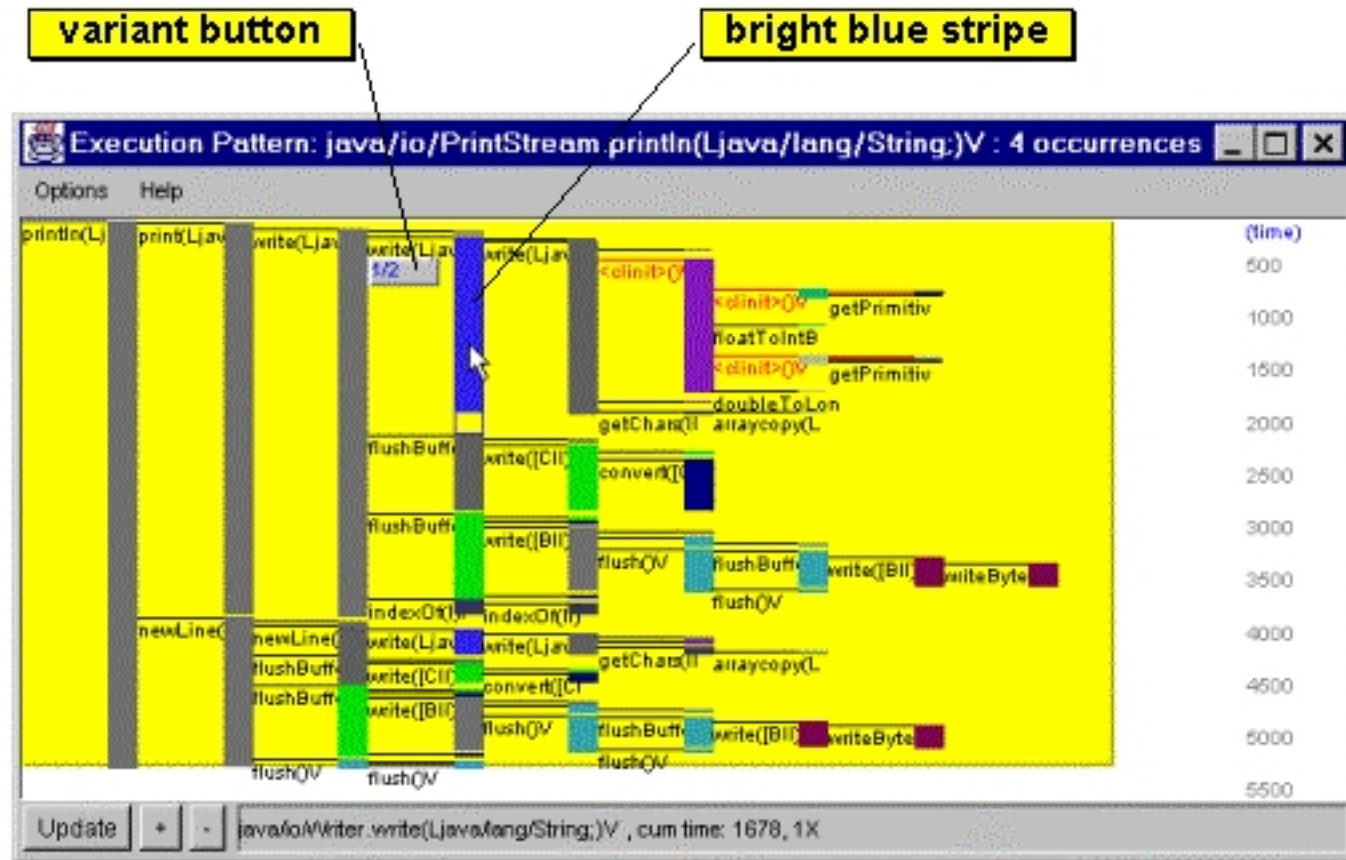 variant button
bright blue stripe
Execution Pattern: java/io/PrintStream.println(Ljava/lang/String;)V : 4 occurrences
Options Help
println(Lj print(Ljav write(Ljav write(Ljav write(Ljav
1/2
<clinit>()V
<clinit>()V getPrimitiv
floatToIntB
<clinit>()V getPrimitiv
doubleToLon
getChars(II arraycopy(L
flushBuffe write([CII) convert([C
flushBuffe write([BII) flush()V flushBuffe write([BII) writeByte
flush()V
indexOf(I) indexOf(II)
newLine( newLine( write(Ljav write(Ljav getChars(II arraycopy(L
flushBuffe write([CII) convert([CI
flushBuffe write([BII) flush()V flushBuffe write([BII) writeByte
flush()V
flush()V flush()V
(time)
500
1000
1500
2000
2500
3000
3500
4000
4500
5000
5500
Update + - java/io/Writer.write(Ljava/lang/String;)V , cum time: 1678, 1X